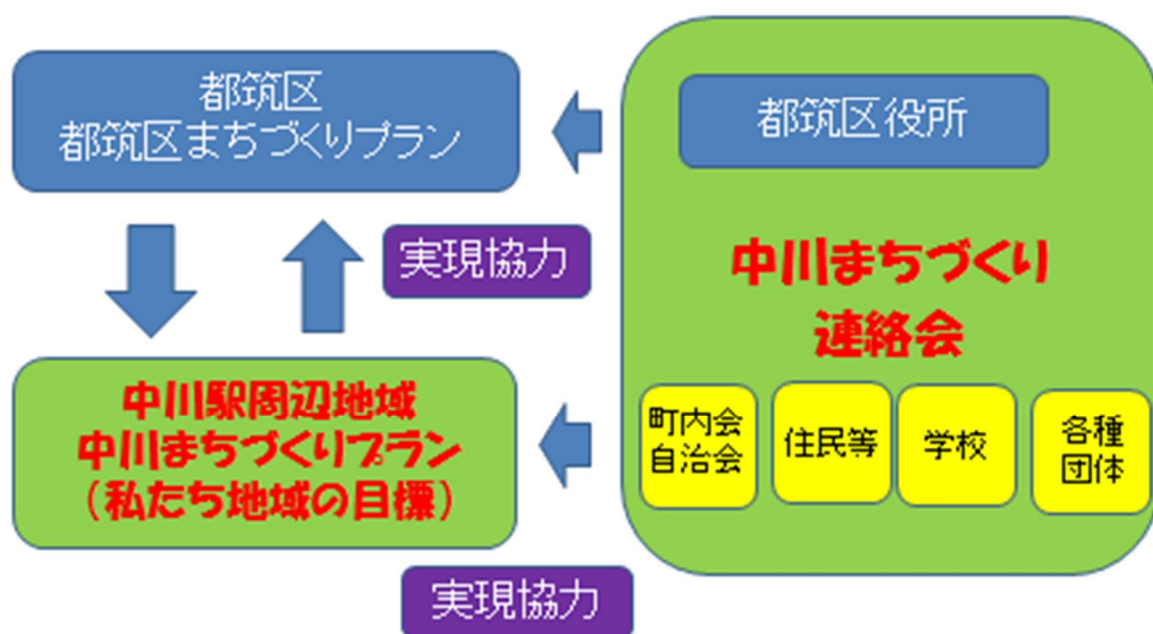 都筑区
都筑区まちづくりプラン
都筑区役所
実現協力
中川まちづくり
連絡会
中川駅周辺地域
中川まちづくりプラン
（私たち地域の目標）
町内会
自治会
住民等
学校
各種
団体
実現協力